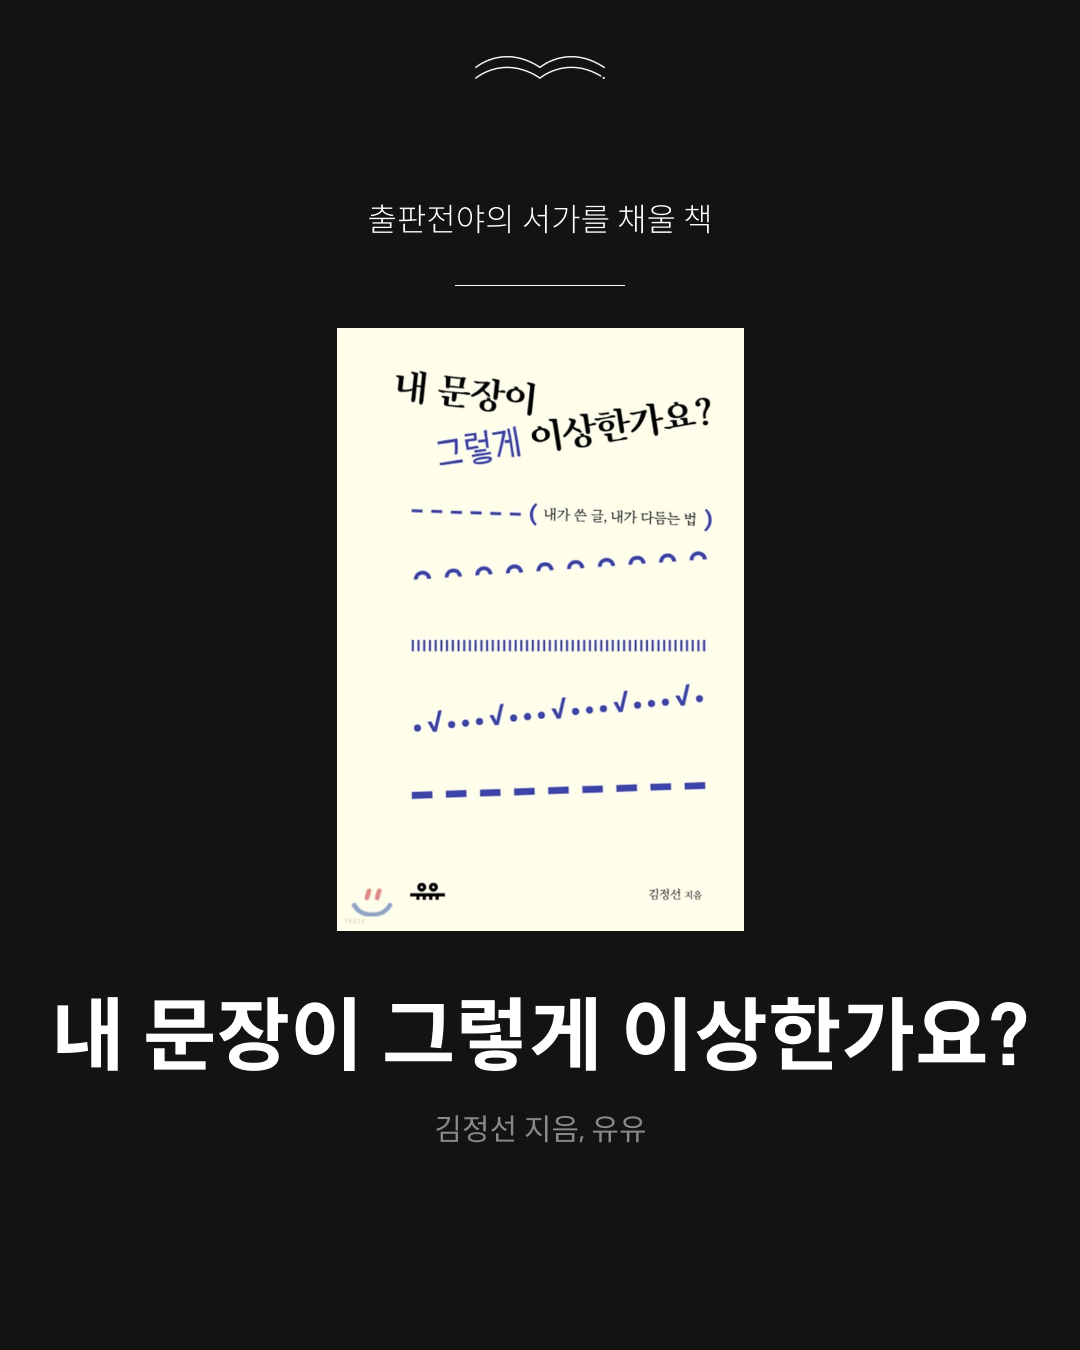 출판전야의 서가를 채울 책
내 문장이
그렇게 이상한가요?
( 내가 쓴 글, 내가 다듬는 법 )
김정선 지음
YES24
내 문장이 그렇게 이상한가요?
김정선 지음, 유유